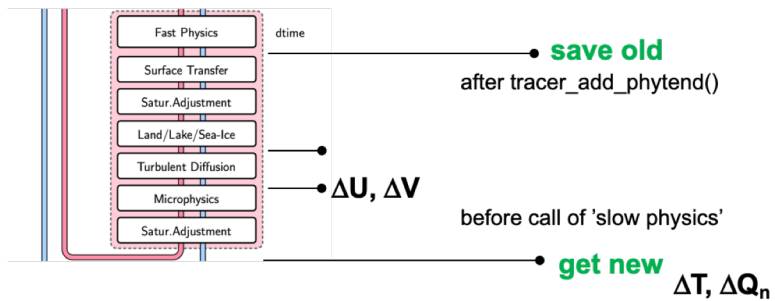 Fast Physics
dtime
save old
Surface Transfer
after tracer_add_phytend()
Satur.Adjustment
Land/Lake/Sea-Ice
Turbulent Diffusion
ΔU, ΔV
Microphysics
before call of ’slow physics’
Satur.Adjustment
get new
ΔT, ΔQn